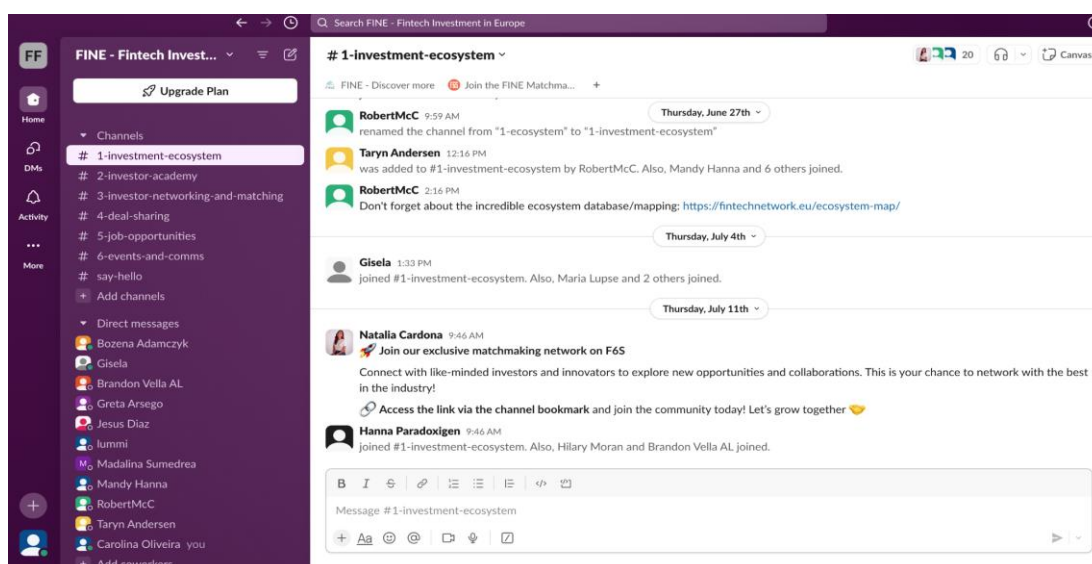 Search FINE - Fintech Investment in Europe
FF
Home
DMs
Activity
More
FINE - Fintech Invest...
Upgrade Plan
Channels
# 1-investment-ecosystem
# 2-investor-academy
# 3-investor-networking-and-matching
# 4-deal-sharing
# 5-job-opportunities
# 6-events-and-comms
# say-hello
+ Add channels
Direct messages
Bozena Adamczyk
Gisela
Brandon Vella AL
Greta Arsego
Jesus Diaz
lummi
M Madalina Sumedrea
Mandy Hanna
RobertMcC
Taryn Andersen
Carolina Oliveira you
+ Add coworkers
# 1-investment-ecosystem
20
Canvas
FINE - Discover more Join the FINE Matchma... +
Thursday, June 27th
RobertMcC 9:59 AM
renamed the channel from "1-ecosystem" to "1-investment-ecosystem"
Taryn Andersen 12:16 PM
was added to #1-investment-ecosystem by RobertMcC. Also, Mandy Hanna and 6 others joined.
RobertMcC 2:16 PM
Don't forget about the incredible ecosystem database/mapping: https://fintechnetwork.eu/ecosystem-map/
Thursday, July 4th
Gisela 1:33 PM
joined #1-investment-ecosystem. Also, Maria Lupse and 2 others joined.
Thursday, July 11th
Natalia Cardona 9:46 AM
🚀 Join our exclusive matchmaking network on F6S
Connect with like-minded investors and innovators to explore new opportunities and collaborations. This is your chance to network with the best
in the industry!
🔗 Access the link via the channel bookmark and join the community today! Let's grow together 🤝
Hanna Paradoxigen 9:46 AM
joined #1-investment-ecosystem. Also, Hilary Moran and Brandon Vella AL joined.
B I S
Message #1-investment-ecosystem
+ Aa @